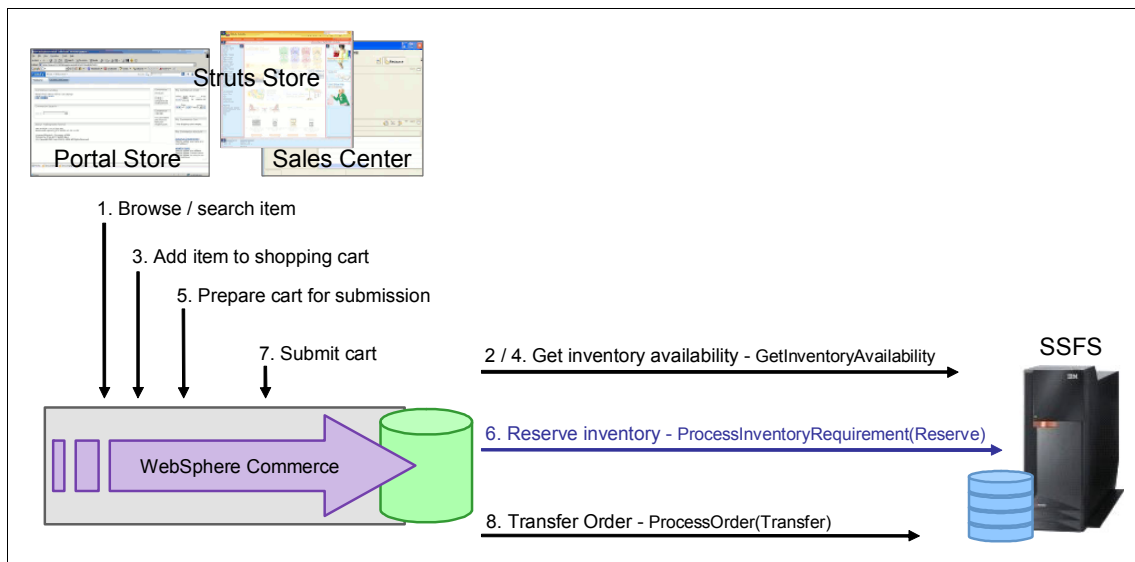 Struts Store
Portal Store
Sales Center
1. Browse / search item
3. Add item to shopping cart
5. Prepare cart for submission
7. Submit cart
2 / 4. Get inventory availability - GetInventoryAvailability
SSFS
IBM
6. Reserve inventory - ProcessInventoryRequirement(Reserve)
WebSphere Commerce
8. Transfer Order - ProcessOrder(Transfer)